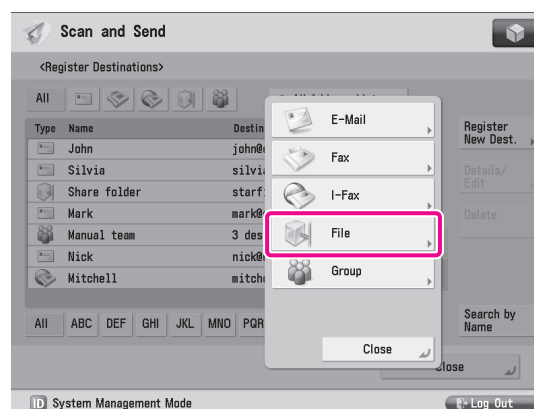 Scan and Send
<Register Destinations>
All
Type Name Destin
John john@
Silvia silvi
Share folder starf
Mark mark@
Manual team 3 des
Nick nick@
Mitchell mitch
E-Mail
Fax
I-Fax
File
Group
Close
Register
New Dest.
Details/
Edit
Delete
All ABC DEF GHI JKL MNO PQR
Search by
Name
Close
ID System Management Mode
Log Out